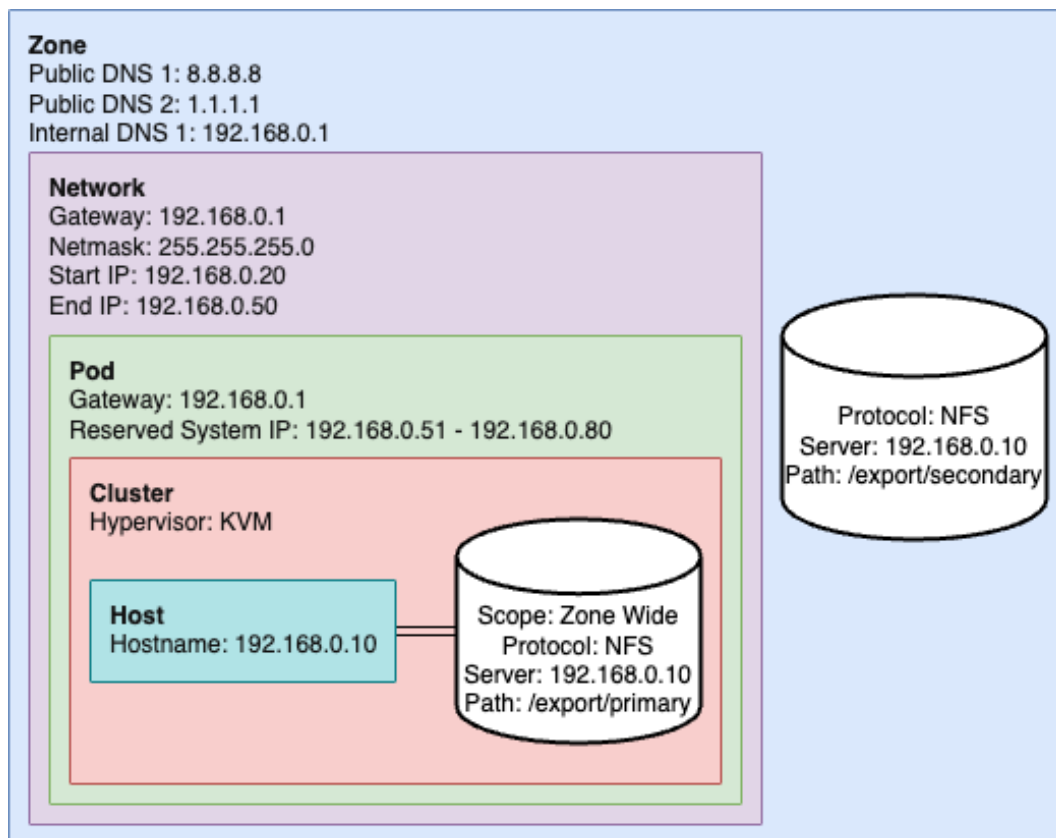 Zone
Public DNS 1: 8.8.8.8
Public DNS 2: 1.1.1.1
Internal DNS 1: 192.168.0.1
Network
Gateway: 192.168.0.1
Netmask: 255.255.255.0
Start IP: 192.168.0.20
End IP: 192.168.0.50
Pod
Gateway: 192.168.0.1
Reserved System IP: 192.168.0.51 - 192.168.0.80
Cluster
Hypervisor: KVM
Host
Hostname: 192.168.0.10
Scope: Zone Wide
Protocol: NFS
Server: 192.168.0.10
Path: /export/primary
Protocol: NFS
Server: 192.168.0.10
Path: /export/secondary